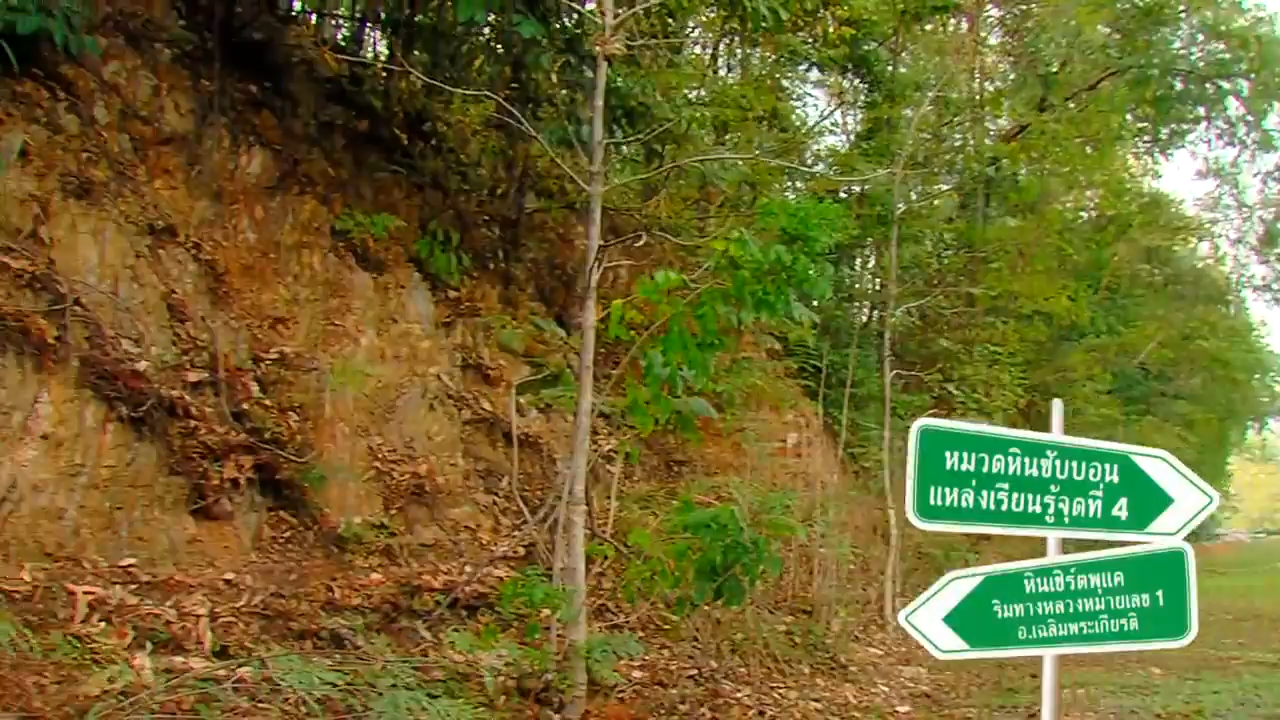 หมวดหินซับบอน
แหล่งเรียนรู้จุดที่ 4
หินเชิร์ตพุแค
ริมทางหลวงหมายเลข 1
อ.เฉลิมพระเกียรติ